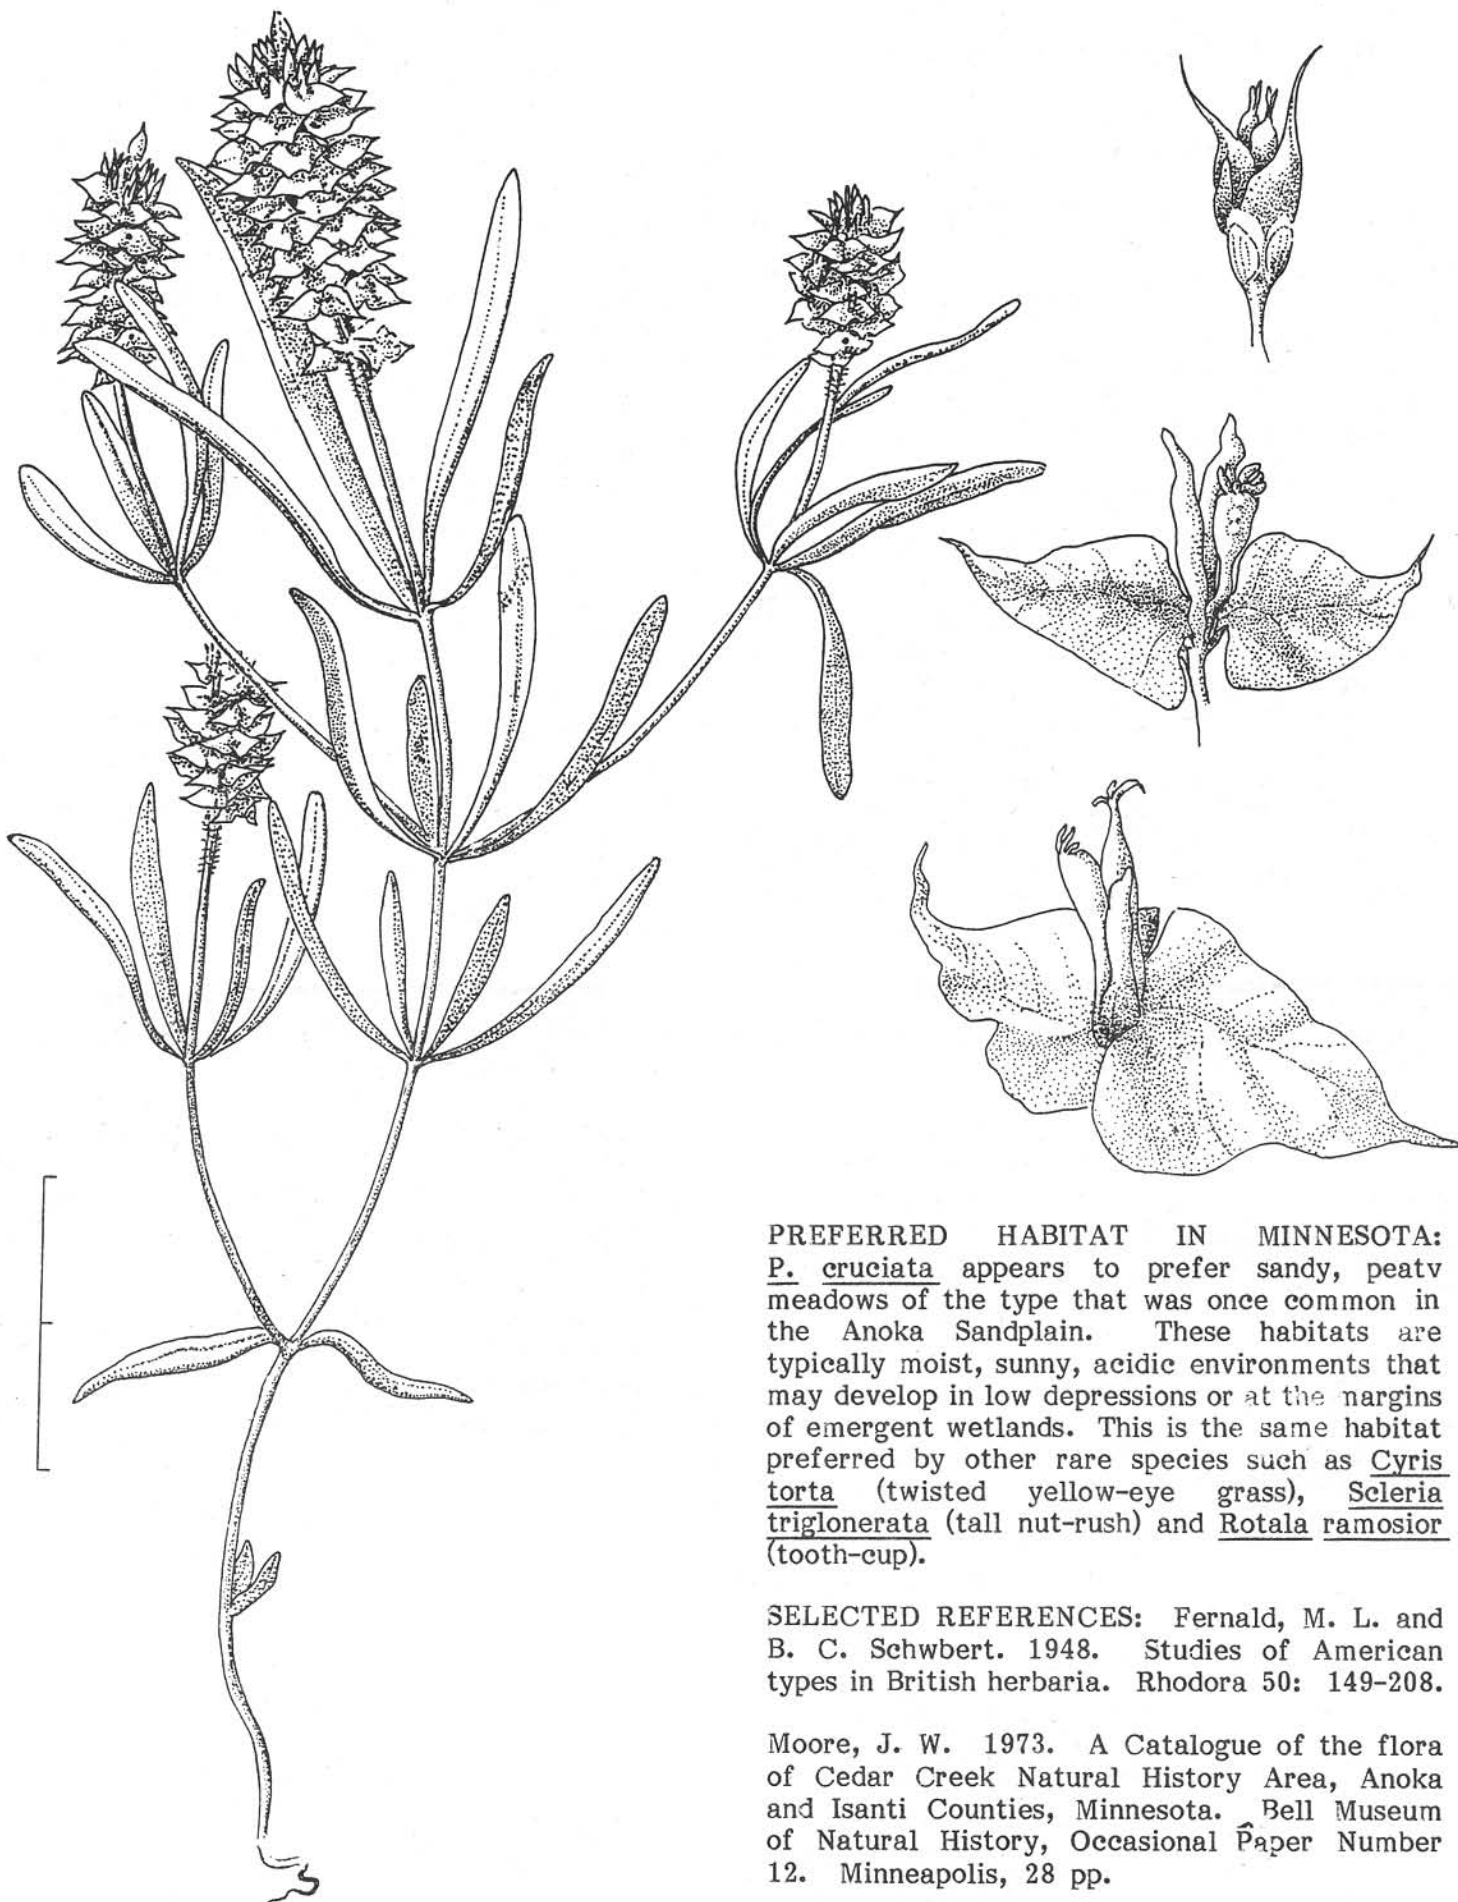 PREFERRED HABITAT IN MINNESOTA:
P. cruciata appears to prefer sandy, peatv
meadows of the type that was once common in
the Anoka Sandplain. These habitats are
typically moist, sunny, acidic environments that
may develop in low depressions or at the nargins
of emergent wetlands. This is the same habitat
preferred by other rare species such as Cyris
torta (twisted yellow-eye grass), Scleria
triglonerata (tall nut-rush) and Rotala ramosior
(tooth-cup).
SELECTED REFERENCES: Fernald, M. L. and
B. C. Schwbert. 1948. Studies of American
types in British herbaria. Rhodora 50: 149-208.
Moore, J. W. 1973. A Catalogue of the flora
of Cedar Creek Natural History Area, Anoka
and Isanti Counties, Minnesota. Bell Museum
of Natural History, Occasional Paper Number
12. Minneapolis, 28 pp.